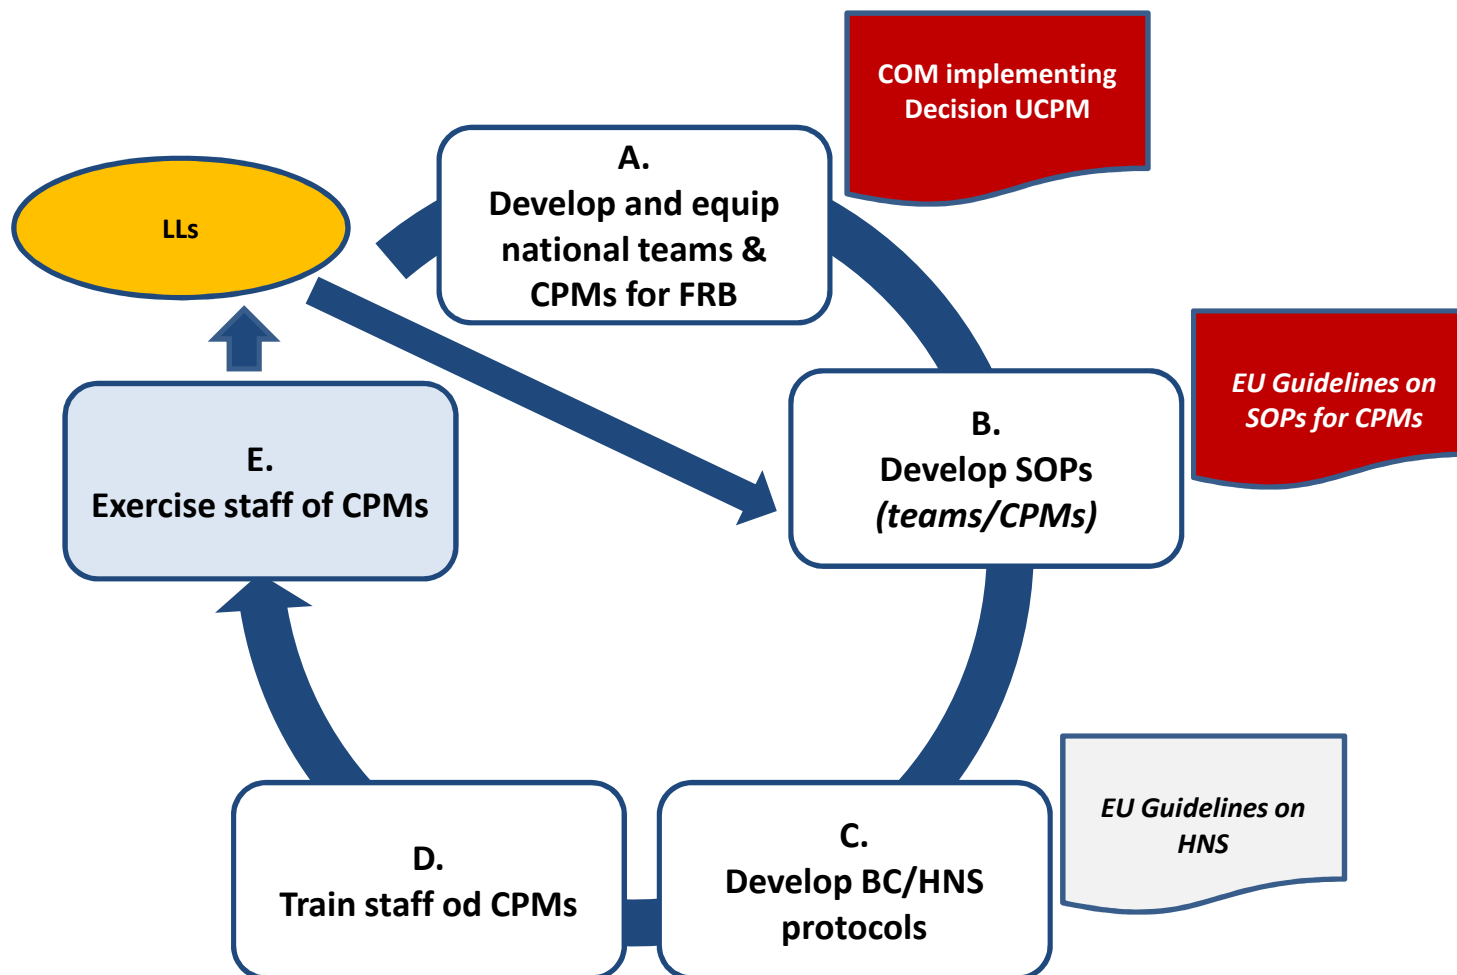 COM implementing
Decision UCPM
A.
Develop and equip
national teams &
CPMs for FRB
LLs
EU Guidelines on
SOPs for CPMs
B.
Develop SOPs
(teams/CPMs)
E.
Exercise staff of CPMs
EU Guidelines on
HNS
C.
Develop BC/HNS
protocols
D.
Train staff od CPMs